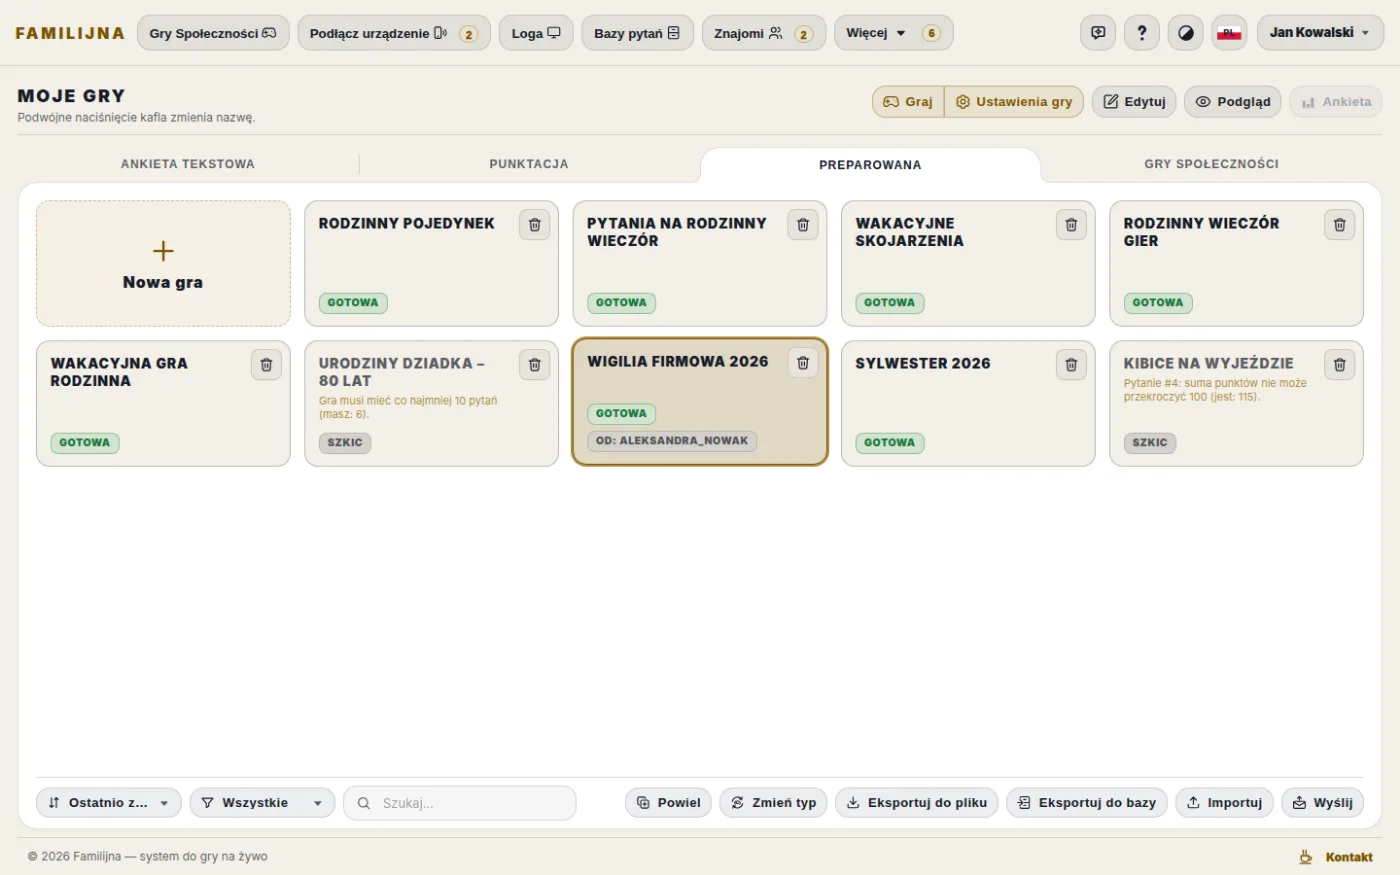 FAMILIJNA
Gry Społeczności
Podłącz urządzenie 2
Loga
Bazy pytań
Znajomi 2
Więcej 6
?
PL
Jan Kowalski
MOJE GRY
Podwójne naciśnięcie kafla zmienia nazwę.
Graj
Ustawienia gry
Edytuj
Podgląd
Ankieta
ANKIETA TEKSTOWA
PUNKTACJA
PREPAROWANA
GRY SPOŁECZNOŚCI
+
Nowa gra
RODZINNY POJEDYNEK
GOTOWA
PYTANIA NA RODZINNY
WIECZÓR
GOTOWA
WAKACYJNE
SKOJARZENIA
GOTOWA
RODZINNY WIECZÓR
GIER
GOTOWA
WAKACYJNA GRA
RODZINNA
GOTOWA
URODZINY DZIADKA –
80 LAT
Gra musi mieć co najmniej 10 pytań
(masz: 6).
SZKIC
WIGILIA FIRMOWA 2026
GOTOWA
OD: ALEKSANDRA_NOWAK
SYLWESTER 2026
GOTOWA
KIBICE NA WYJEŹDZIE
Pytanie #4: suma punktów nie może
przekroczyć 100 (jest: 115).
SZKIC
Ostatnio z...
Wszystkie
Szukaj...
Powiel
Zmień typ
Eksportuj do pliku
Eksportuj do bazy
Importuj
Wyślij
© 2026 Familijna — system do gry na żywo
Kontakt